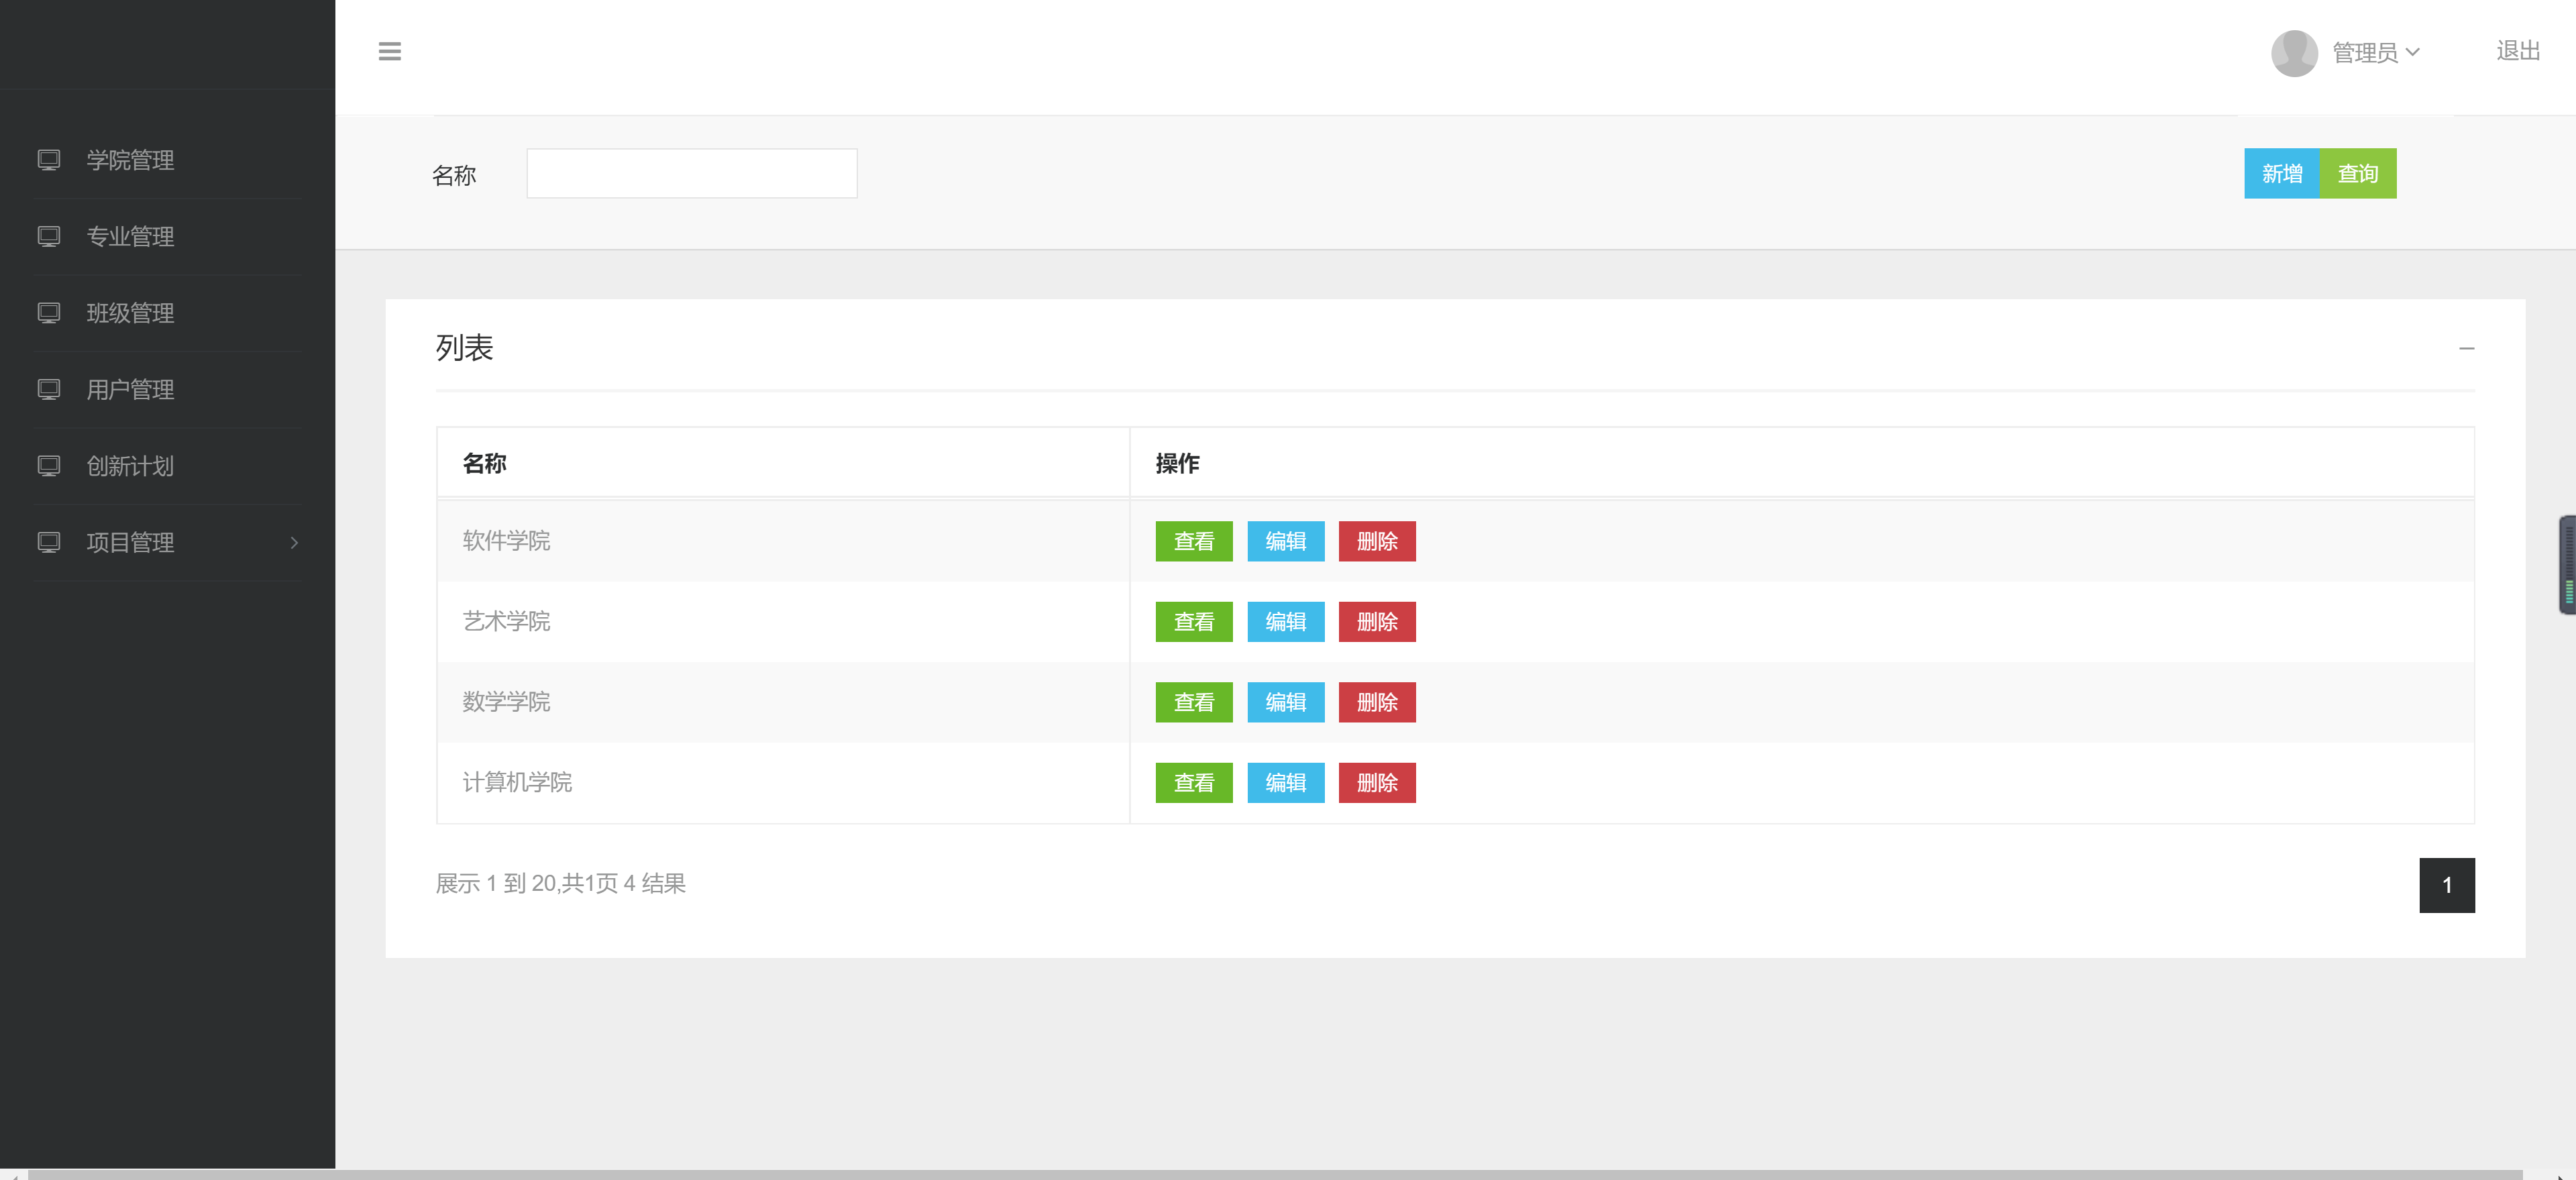 管理员
退出
学院管理
专业管理
班级管理
用户管理
创新计划
项目管理
名称
新增 查询
列表
名称 操作
软件学院 查看 编辑 删除
艺术学院 查看 编辑 删除
数学学院 查看 编辑 删除
计算机学院 查看 编辑 删除
展示 1 到 20,共1页 4 结果
1